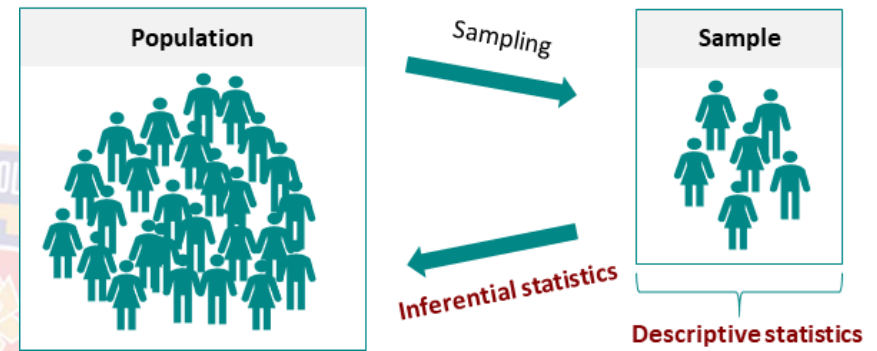 Population
Sampling
Sample
Inferential statistics
Descriptive statistics